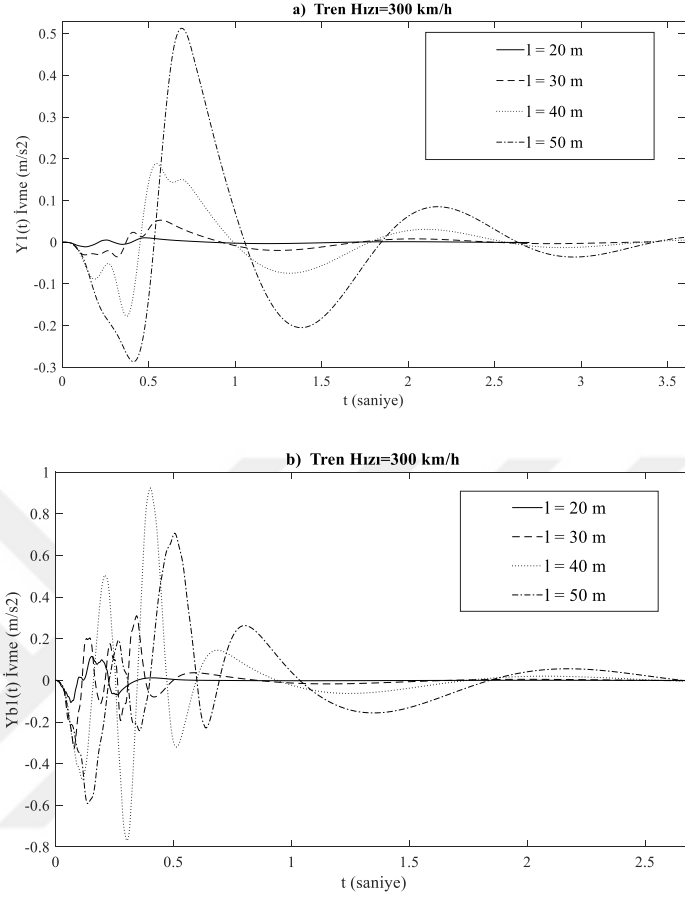 a) Tren Hızı=300 km/h
0.5
0.4
0.3
0.2
0.1
0
-0.1
-0.2
-0.3
Y1(t) İvme (m/s2)
l = 20 m
l = 30 m
l = 40 m
l = 50 m
0 0.5 1 1.5 2 2.5 3 3.5
t (saniye)
b) Tren Hızı=300 km/h
1
0.8
0.6
0.4
0.2
0
-0.2
-0.4
-0.6
-0.8
Yb1(t) İvme (m/s2)
l = 20 m
l = 30 m
l = 40 m
l = 50 m
0 0.5 1 1.5 2 2.5
t (saniye)